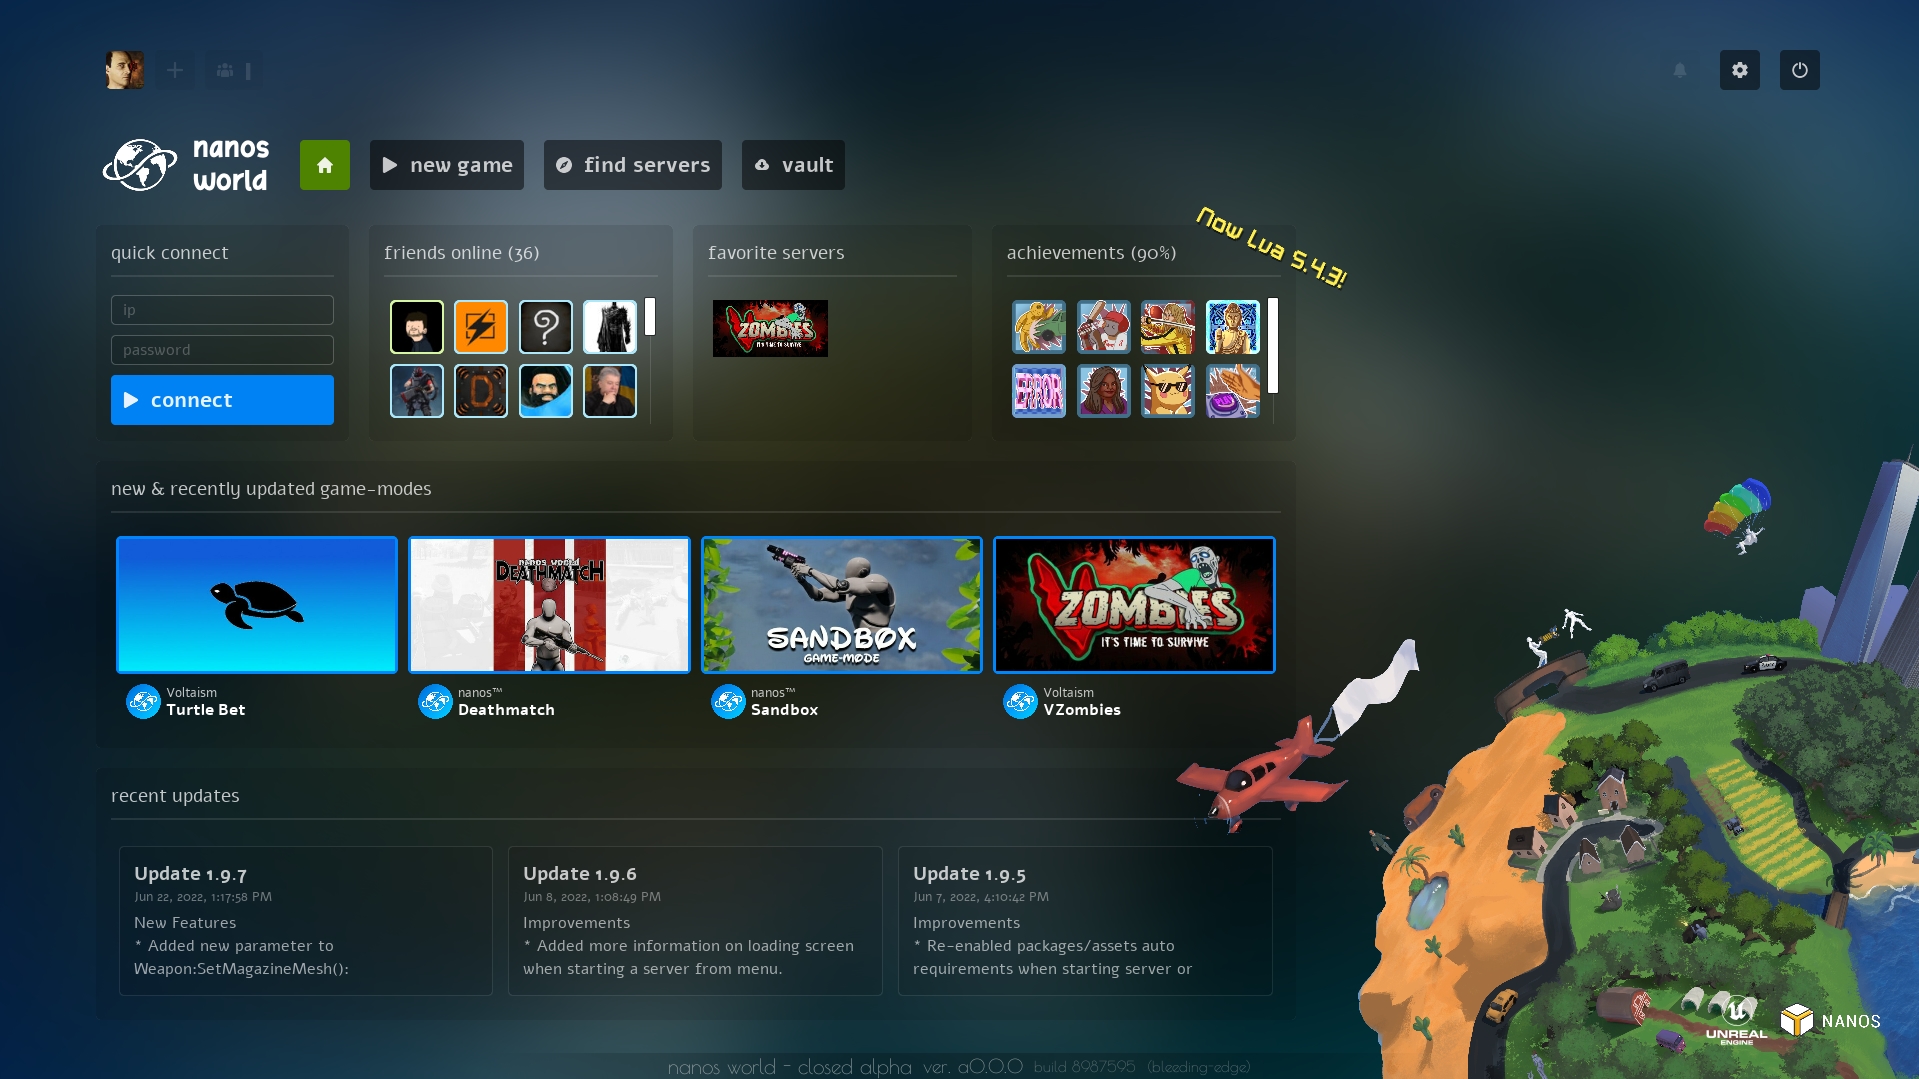 nanos
world
new game
find servers
vault
Now Lua 5.4.3!
quick connect
ip
password
connect
friends online (36)
favorite servers
ZOMBIES
IT'S TIME TO SURVIVE
achievements (90%)
ERROR
new & recently updated game-modes
nanos world
DEATHMATCH
SANDBOX
GAME-MODE
VZOMBIES
IT'S TIME TO SURVIVE
Voltaism
Turtle Bet
nanos™
Deathmatch
nanos™
Sandbox
Voltaism
VZombies
recent updates
Update 1.9.7
Jun 22, 2022, 1:17:58 PM
New Features
* Added new parameter to
Weapon:SetMagazineMesh():
Update 1.9.6
Jun 8, 2022, 1:08:49 PM
Improvements
* Added more information on loading screen
when starting a server from menu.
Update 1.9.5
Jun 7, 2022, 4:10:42 PM
Improvements
* Re-enabled packages/assets auto
requirements when starting server or
UNREAL
ENGINE
NANOS
nanos world - closed alpha ver. a0.0.0 build 8987595 (bleeding-edge)